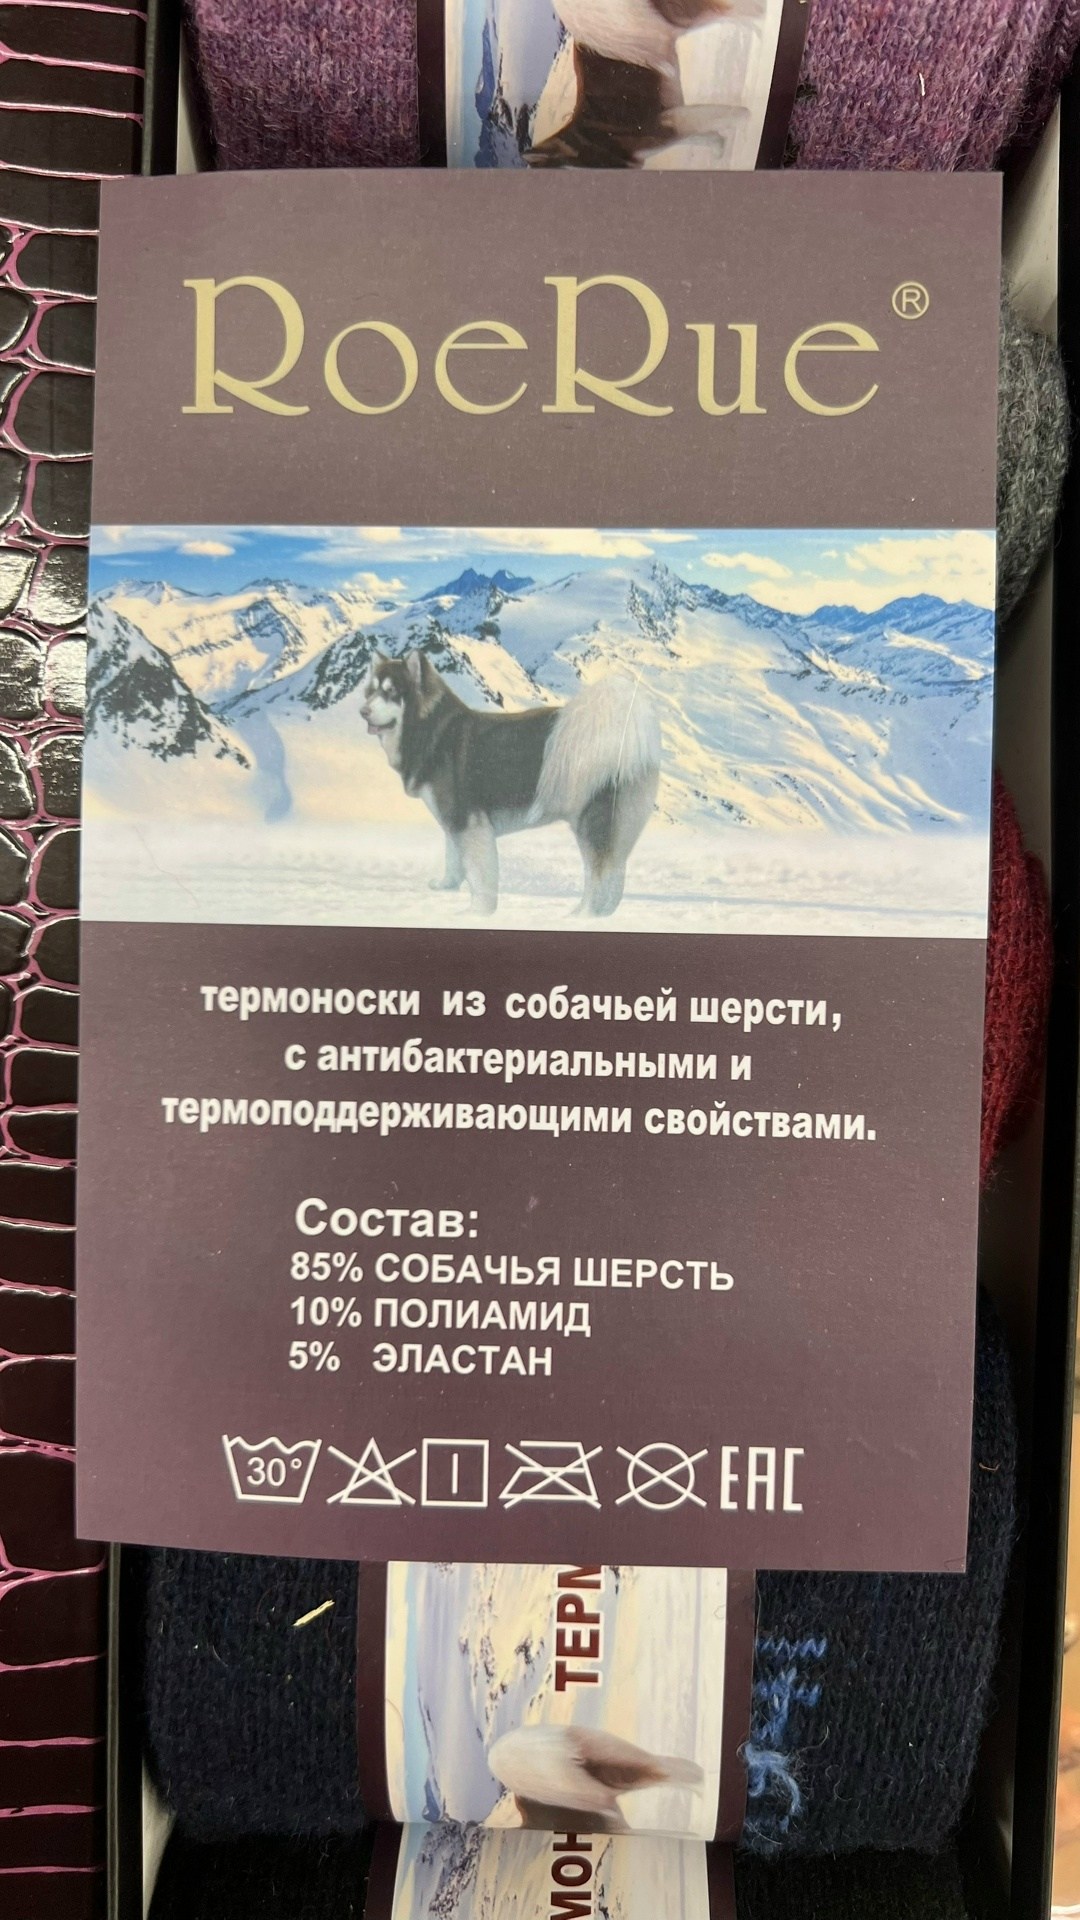 RoeRue®
термоноски из собачьей шерсти,
с антибактериальными и
термоподдерживающими свойствами.
Состав:
85% СОБАЧЬЯ ШЕРСТЬ
10% ПОЛИАМИД
5% ЭЛАСТАН
30° EAC
ТЕРМ
МОН